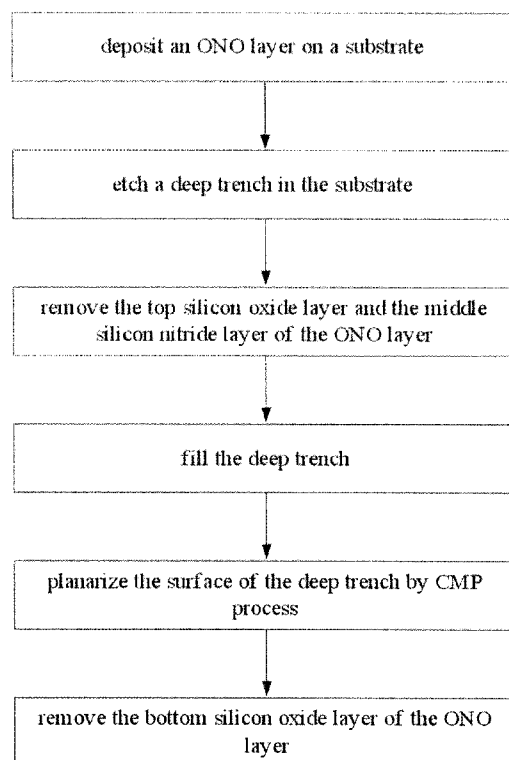 deposit an ONO layer on a substrate
etch a deep trench in the substrate
remove the top silicon oxide layer and the middle
silicon nitride layer of the ONO layer
fill the deep trench
planarize the surface of the deep trench by CMP
process
remove the bottom silicon oxide layer of the ONO
layer